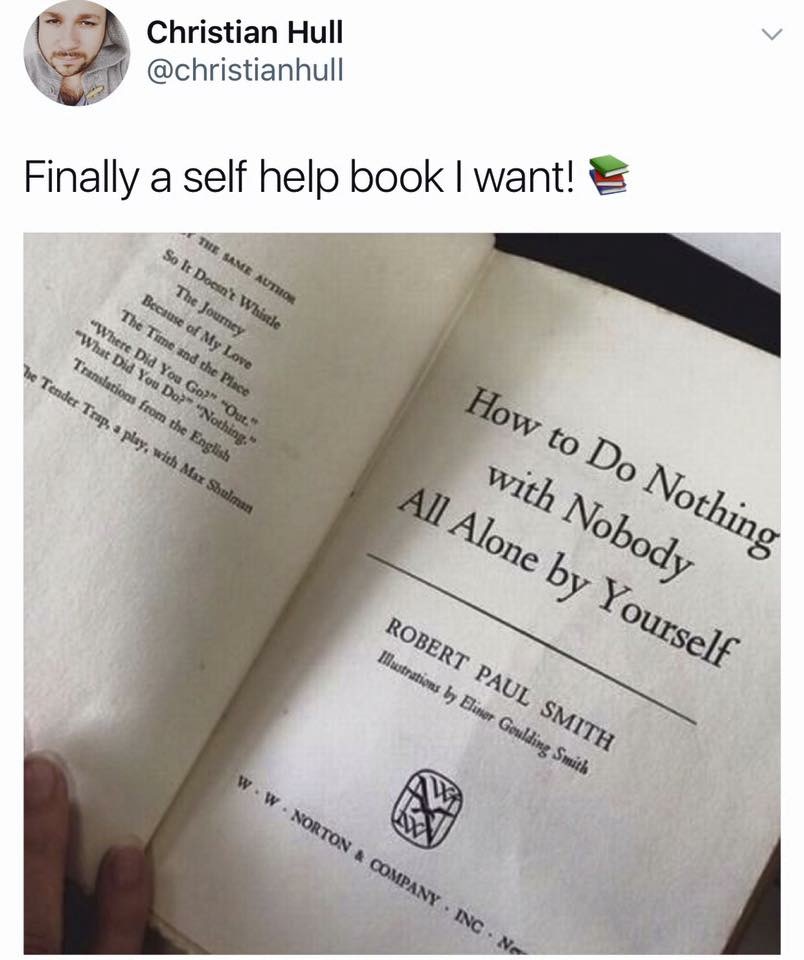 Christian Hull
@christianhull
Finally a self help book I want! 📚
THE SAME AUTHOR
So It Doesn't Whistle
The Journey
Because of My Love
The Time and the Place
"Where Did You Go?" "Out."
"What Did You Do?" "Nothing."
Translations from the English
The Tender Trap, a play, with Max Shulman
How to Do Nothing
with Nobody
All Alone by Yourself
ROBERT PAUL SMITH
Illustrations by Elinor Goulding Smith
W · W · NORTON & COMPANY · INC ·